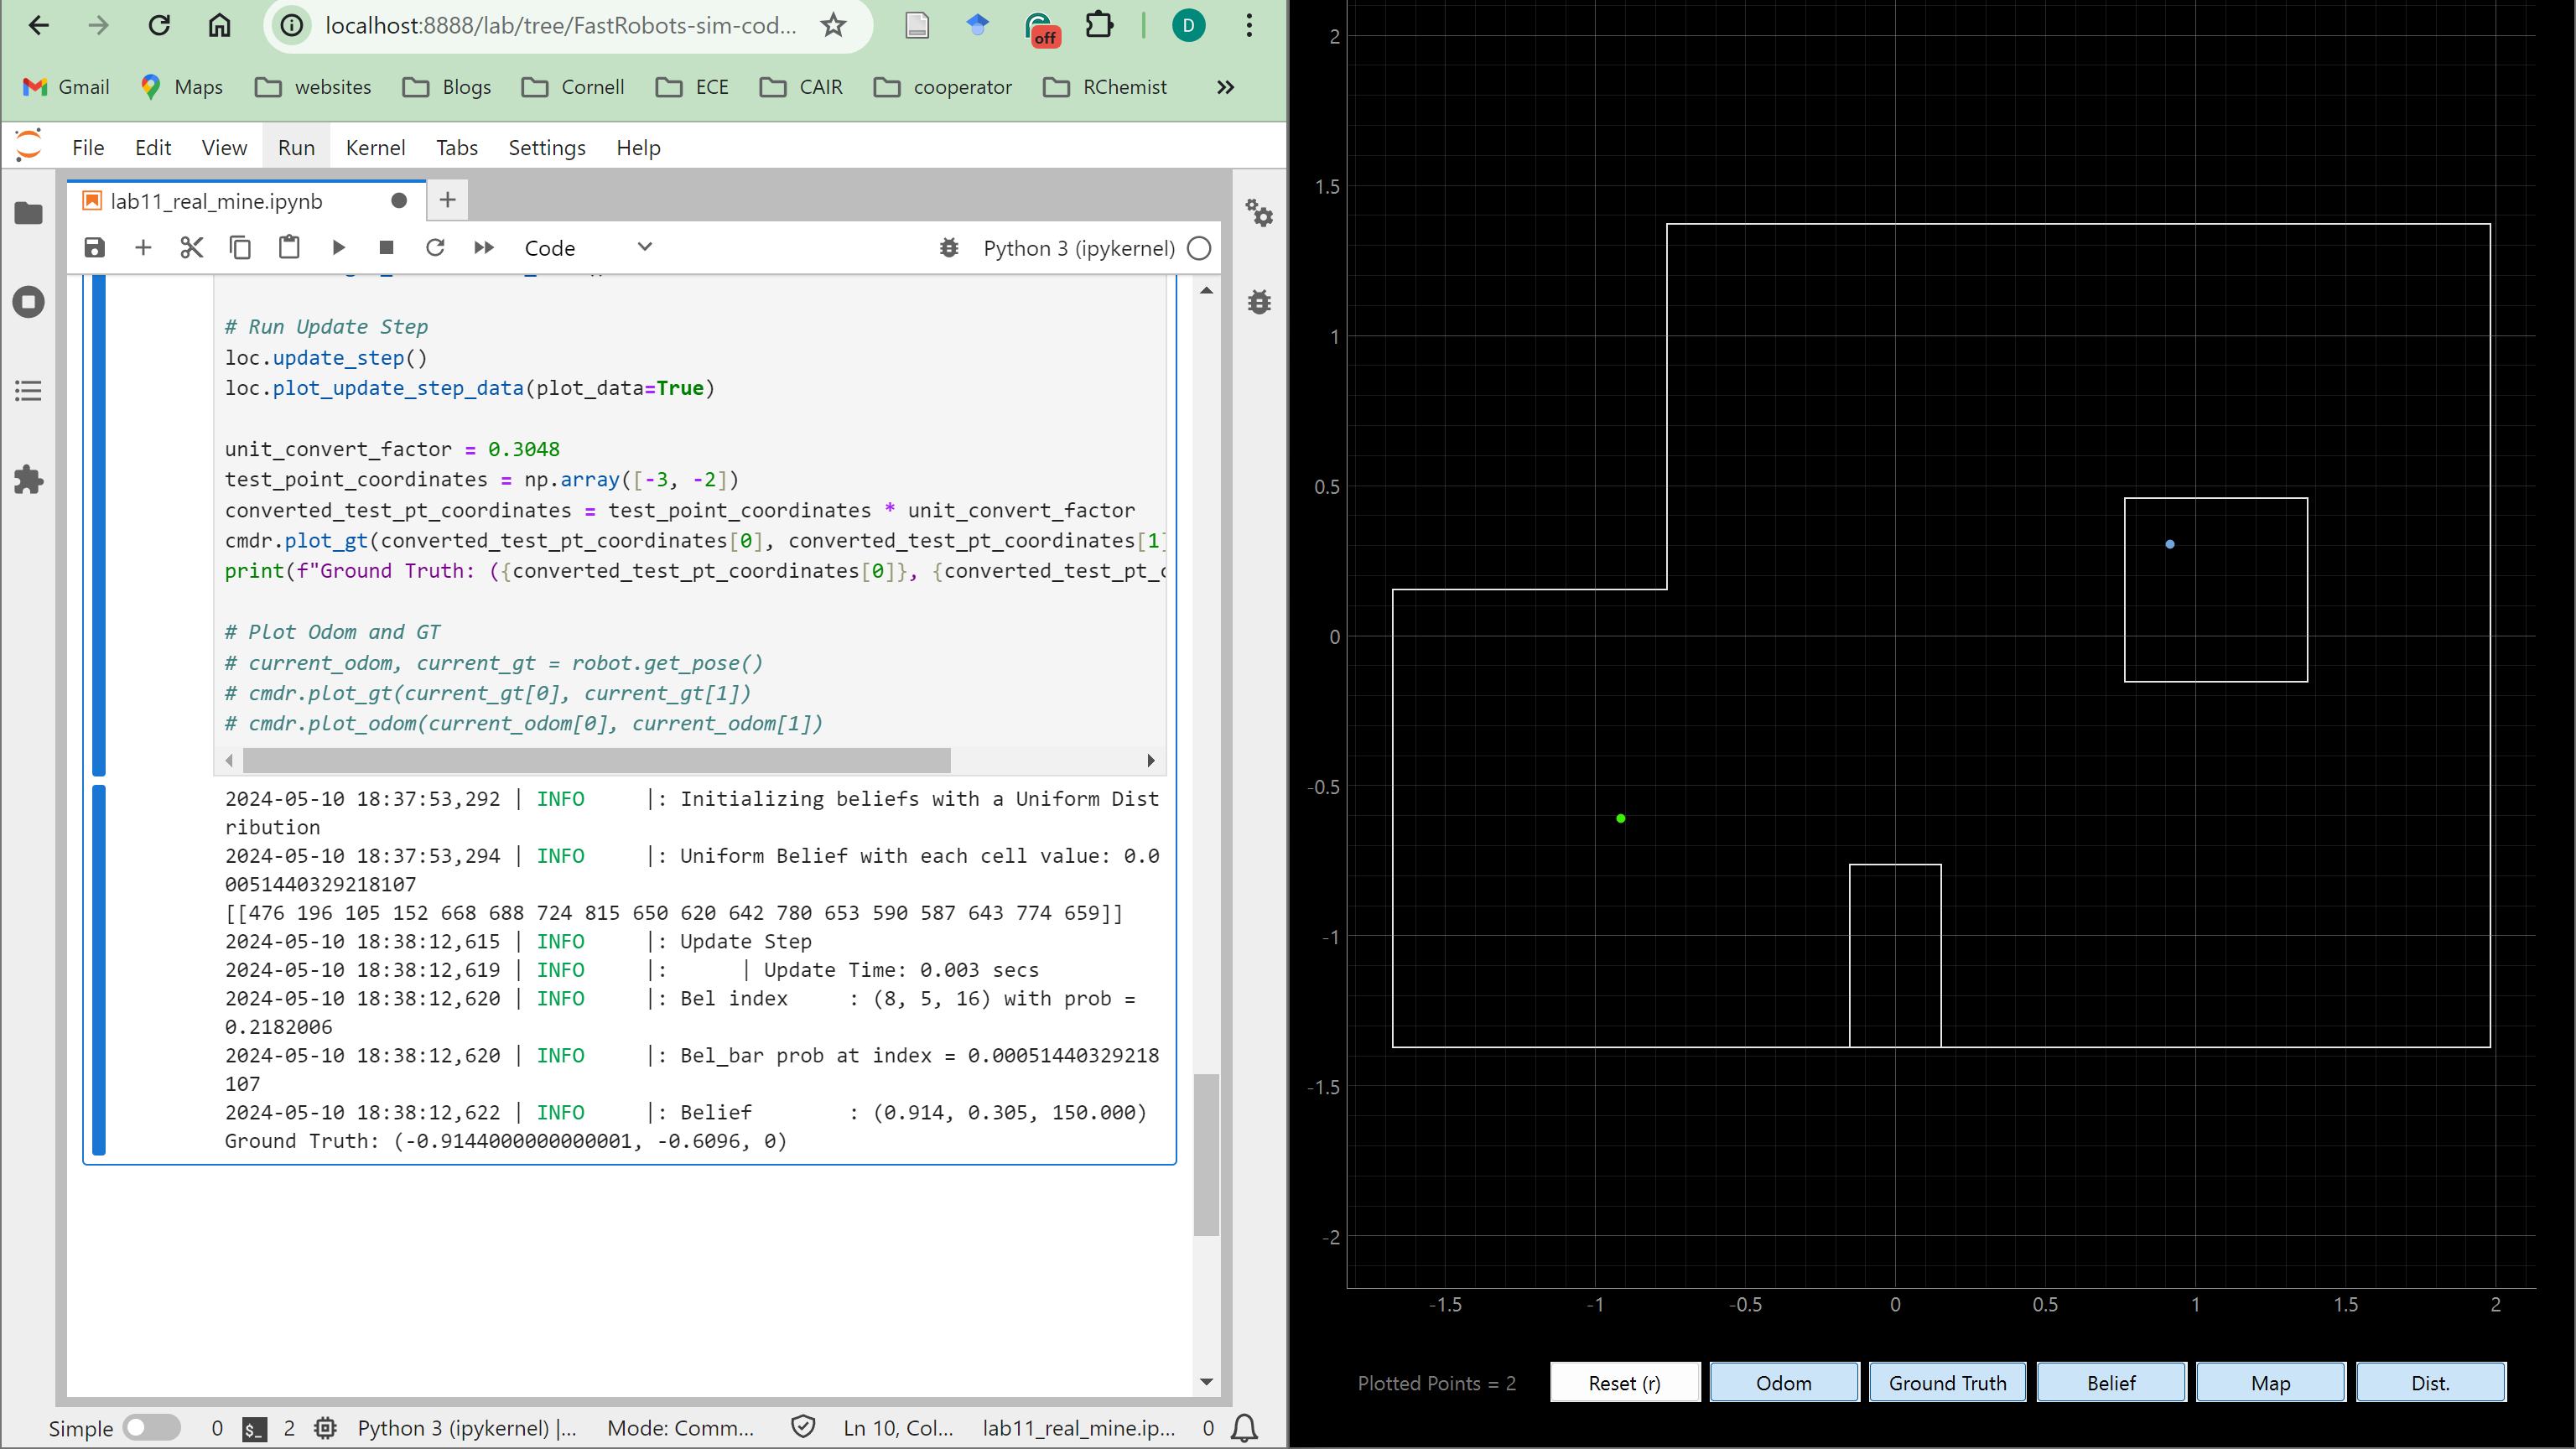 localhost:8888/lab/tree/FastRobots-sim-cod...
off
D
Gmail
Maps
websites
Blogs
Cornell
ECE
CAIR
cooperator
RChemist
»
File
Edit
View
Run
Kernel
Tabs
Settings
Help
lab11_real_mine.ipynb
Code
Python 3 (ipykernel)
# Run Update Step
loc.update_step()
loc.plot_update_step_data(plot_data=True)
unit_convert_factor = 0.3048
test_point_coordinates = np.array([-3, -2])
converted_test_pt_coordinates = test_point_coordinates * unit_convert_factor
cmdr.plot_gt(converted_test_pt_coordinates[0], converted_test_pt_coordinates[1]
print(f"Ground Truth: ({converted_test_pt_coordinates[0]}, {converted_test_pt_c
# Plot Odom and GT
# current_odom, current_gt = robot.get_pose()
# cmdr.plot_gt(current_gt[0], current_gt[1])
# cmdr.plot_odom(current_odom[0], current_odom[1])
2024-05-10 18:37:53,292 | INFO     |: Initializing beliefs with a Uniform Dist
ribution
2024-05-10 18:37:53,294 | INFO     |: Uniform Belief with each cell value: 0.0
0051440329218107
[[476 196 105 152 668 688 724 815 650 620 642 780 653 590 587 643 774 659]]
2024-05-10 18:38:12,615 | INFO     |: Update Step
2024-05-10 18:38:12,619 | INFO     |:      | Update Time: 0.003 secs
2024-05-10 18:38:12,620 | INFO     |: Bel index     : (8, 5, 16) with prob =
0.2182006
2024-05-10 18:38:12,620 | INFO     |: Bel_bar prob at index = 0.00051440329218
107
2024-05-10 18:38:12,622 | INFO     |: Belief        : (0.914, 0.305, 150.000)
Ground Truth: (-0.9144000000000001, -0.6096, 0)
Simple
0
$_
2
Python 3 (ipykernel) |...
Mode: Comm...
Ln 10, Col...
lab11_real_mine.ip...
0
2
1.5
1
0.5
0
-0.5
-1
-1.5
-2
-1.5
-1
-0.5
0
0.5
1
1.5
2
Plotted Points = 2
Reset (r)
Odom
Ground Truth
Belief
Map
Dist.